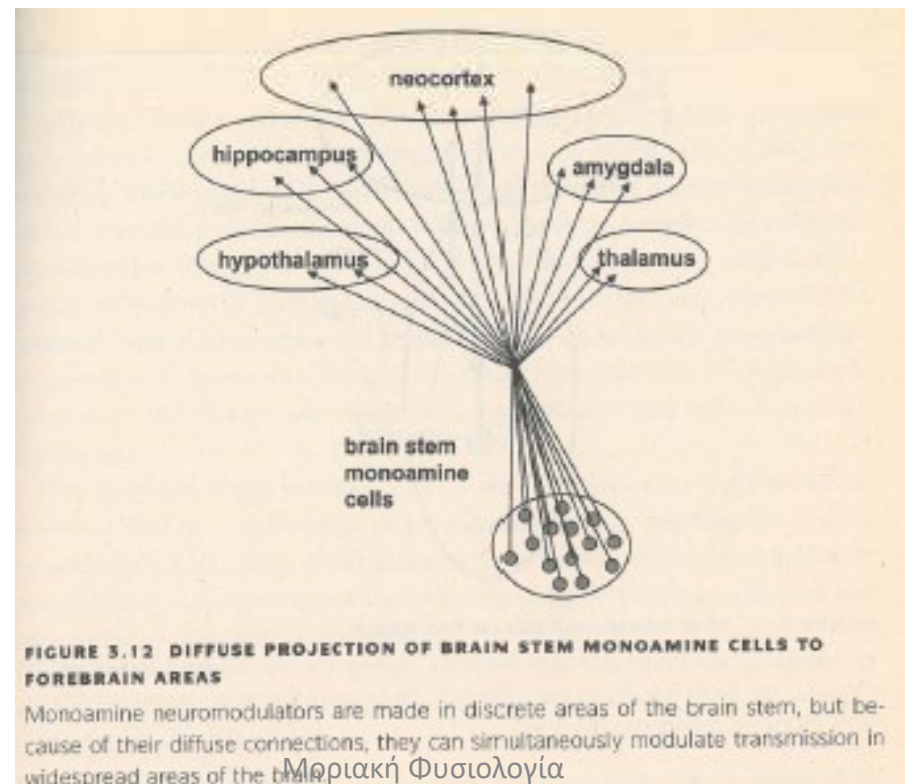 neocortex
hippocampus
amygdala
hypothalamus
thalamus
brain stem
monoamine
cells
FIGURE 3.12 DIFFUSE PROJECTION OF BRAIN STEM MONOAMINE CELLS TO
FOREBRAIN AREAS
Monoamine neuromodulators are made in discrete areas of the brain stem, but be-
cause of their diffuse connections, they can simultaneously modulate transmission in
widespread areas of the brain.
Μοριακή Φυσιολογία